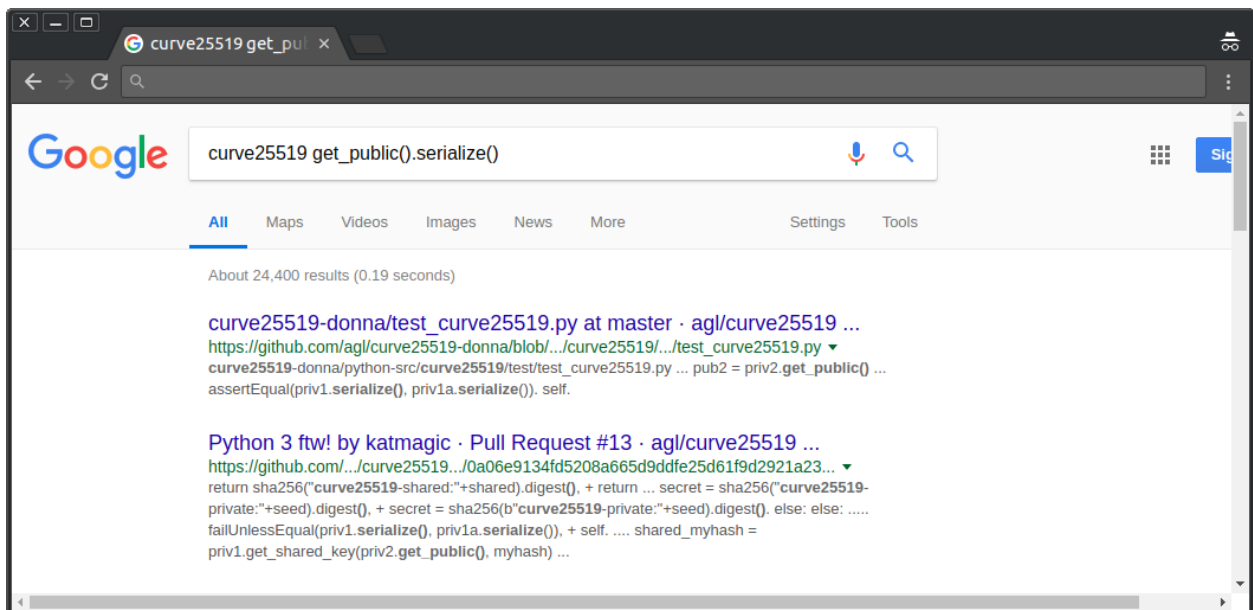 curve25519 get_pul
Google
curve25519 get_public().serialize()
Sig
All Maps Videos Images News More Settings Tools
About 24,400 results (0.19 seconds)
curve25519-donna/test_curve25519.py at master · agl/curve25519 ...
https://github.com/agl/curve25519-donna/blob/.../curve25519/.../test_curve25519.py
curve25519-donna/python-src/curve25519/test/test_curve25519.py ... pub2 = priv2.get_public() ...
assertEqual(priv1.serialize(), priv1a.serialize()). self.
Python 3 ftw! by katmagic · Pull Request #13 · agl/curve25519 ...
https://github.com/.../curve25519.../0a06e9134fd5208a665d9ddfe25d61f9d2921a23...
return sha256("curve25519-shared:"+shared).digest(), + return ... secret = sha256("curve25519-
private:"+seed).digest(), + secret = sha256(b"curve25519-private:"+seed).digest(). else: else: .....
failUnlessEqual(priv1.serialize(), priv1a.serialize()), + self. .... shared_myhash =
priv1.get_shared_key(priv2.get_public(), myhash) ...